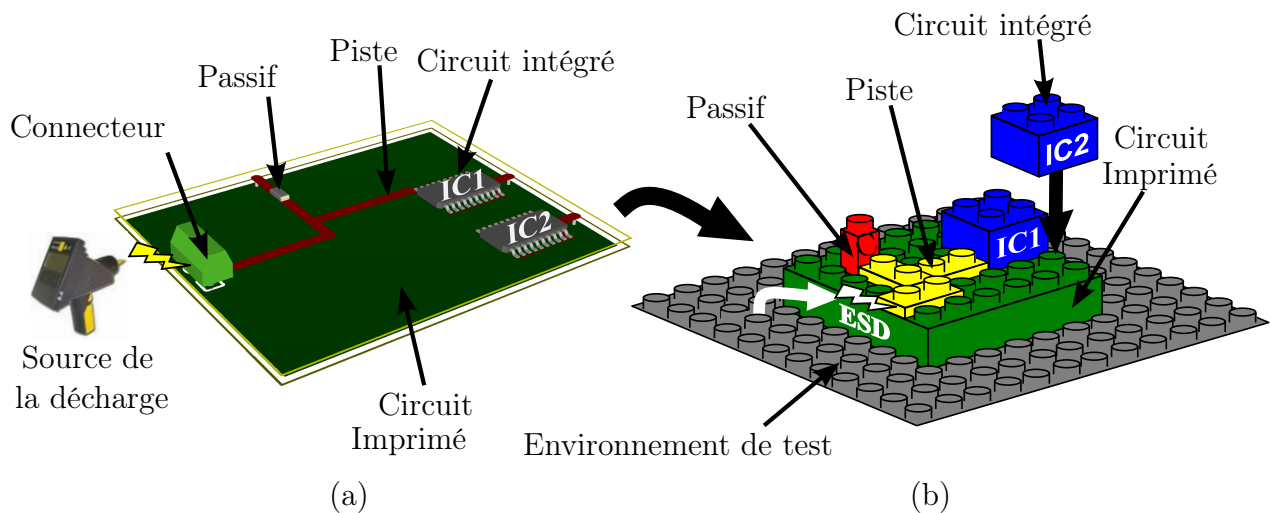 Piste
Circuit intégré
Passif
Connecteur
IC1
IC2
Source de
la décharge
Circuit
Imprimé
(a)
Circuit intégré
Piste
Passif
IC2
Circuit
Imprimé
IC1
ESD
Environnement de test
(b)